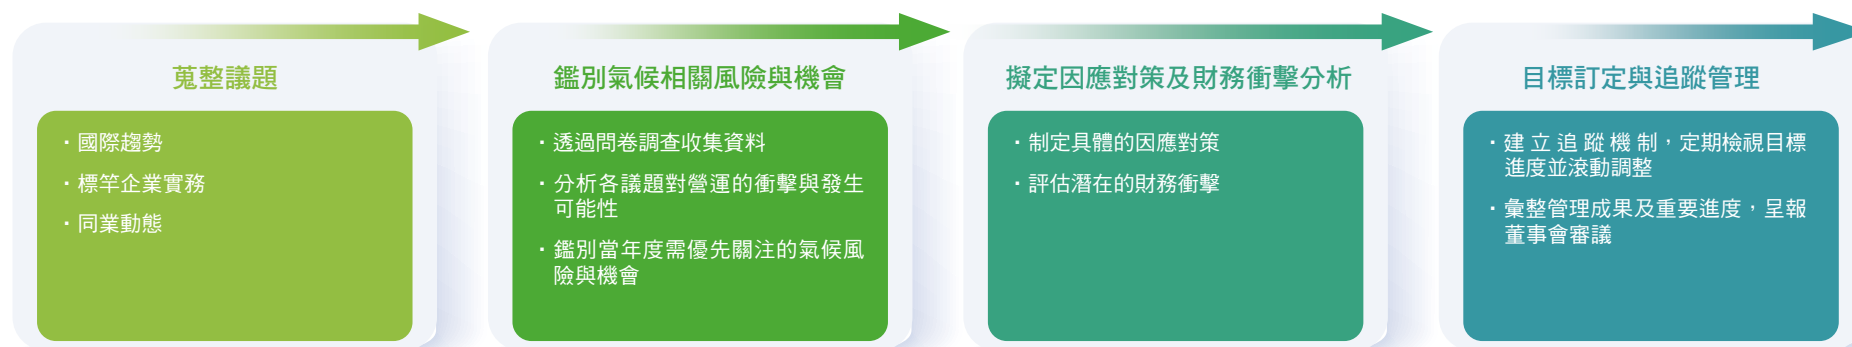 蒐整議題
・國際趨勢
・標竿企業實務
・同業動態
鑑別氣候相關風險與機會
・透過問卷調查收集資料
・分析各議題對營運的衝擊與發生
可能性
・鑑別當年度需優先關注的氣候風
險與機會
擬定因應對策及財務衝擊分析
・制定具體的因應對策
・評估潛在的財務衝擊
目標訂定與追蹤管理
・建立追蹤機制，定期檢視目標
進度並滾動調整
・彙整管理成果及重要進度，呈報
董事會審議